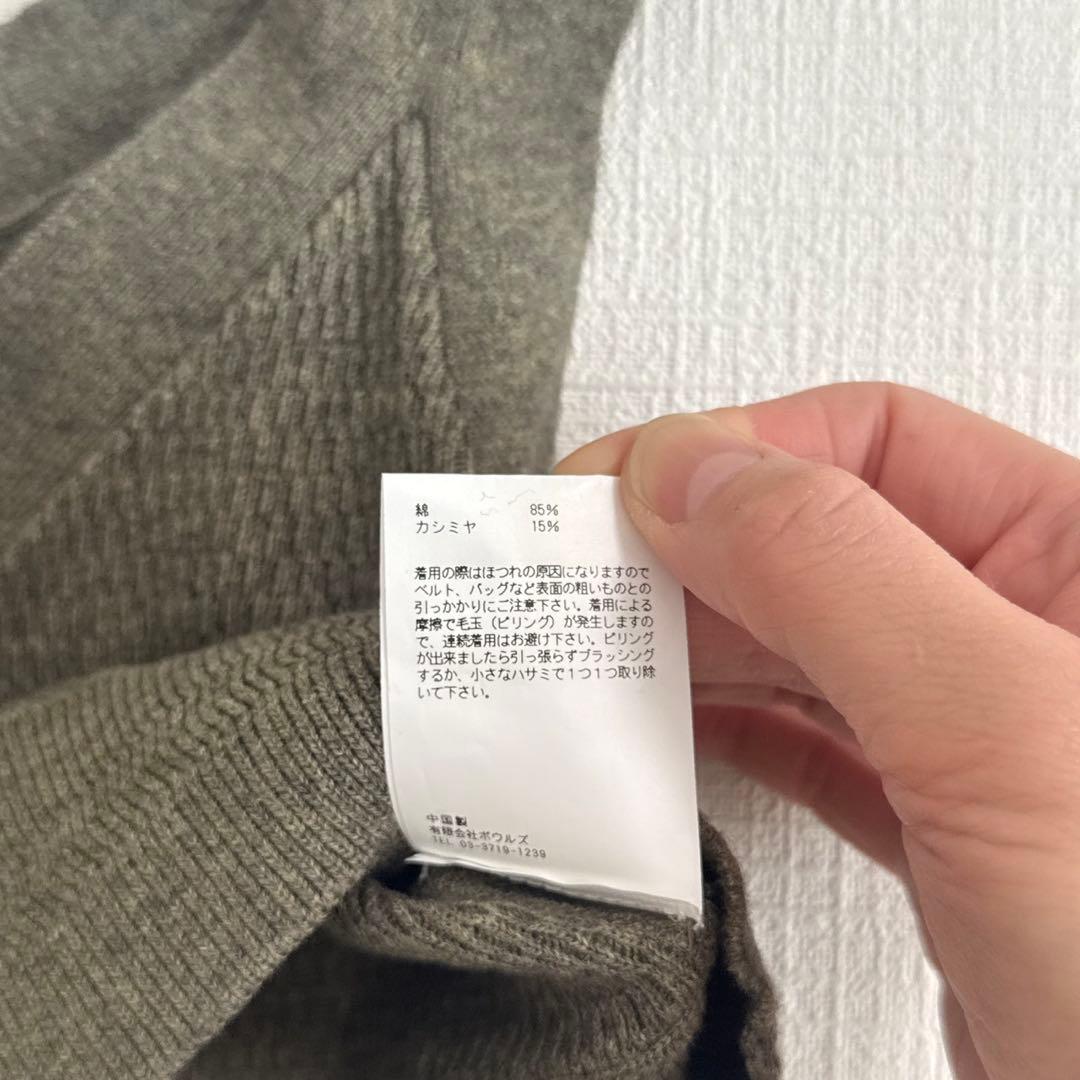 綿 85%
カシミヤ 15%
着用の際はほつれの原因になりますので
ベルト、バッグなど表面の粗いものとの
引っかかりにご注意下さい。着用による
摩擦で毛玉（ピリング）が発生しますの
で、連続着用はお避け下さい。ピリング
が出来ましたら引っ張らずブラッシング
するか、小さなハサミで1つ1つ取り除
いて下さい。
中国製
有限会社ボウルズ
TEL 03-3719-1239